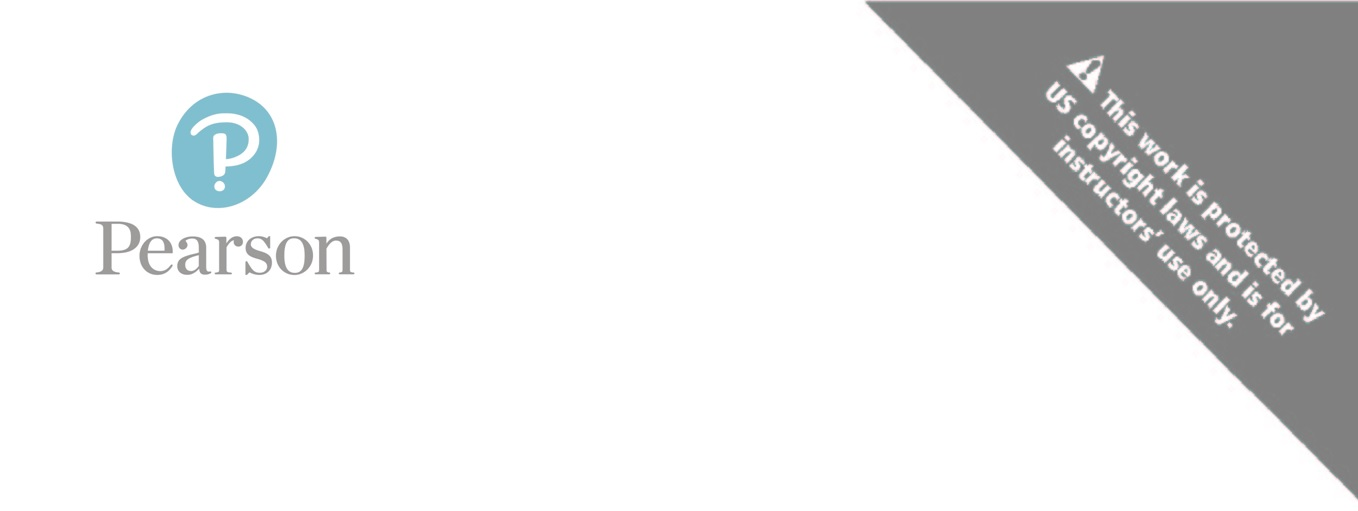 Pearson
This work is protected by
US copyright laws and is for
instructors’ use only.